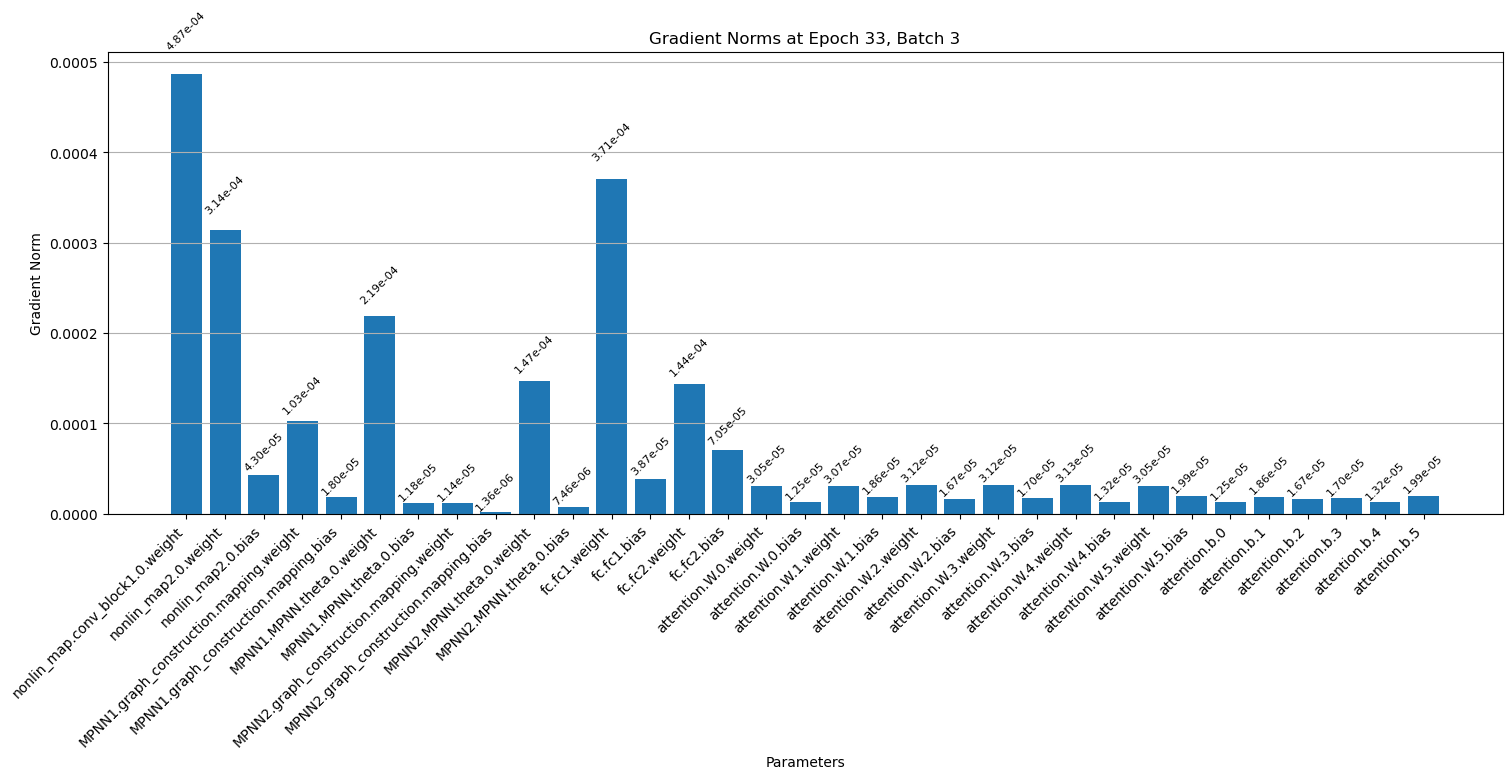 Gradient Norms at Epoch 33, Batch 3
Gradient Norm
0.0005
0.0004
0.0003
0.0002
0.0001
0.0000
4.87e-04
3.14e-04
4.30e-05
1.03e-04
1.80e-05
2.19e-04
1.18e-05
1.14e-05
1.36e-06
1.47e-04
7.46e-06
3.71e-04
3.87e-05
1.44e-04
7.05e-05
3.05e-05
1.25e-05
3.07e-05
1.86e-05
3.12e-05
1.67e-05
3.12e-05
1.70e-05
3.13e-05
1.32e-05
3.05e-05
1.99e-05
1.25e-05
1.86e-05
1.67e-05
1.70e-05
1.32e-05
1.99e-05
nonlin_map.conv_block1.0.weight
nonlin_map2.0.weight
nonlin_map2.0.bias
MPNN1.graph_construction.mapping.weight
MPNN1.graph_construction.mapping.bias
MPNN1.MPNN.theta.0.weight
MPNN1.MPNN.theta.0.bias
MPNN2.graph_construction.mapping.weight
MPNN2.graph_construction.mapping.bias
MPNN2.MPNN.theta.0.weight
MPNN2.MPNN.theta.0.bias
fc.fc1.weight
fc.fc1.bias
fc.fc2.weight
fc.fc2.bias
attention.W.0.weight
attention.W.0.bias
attention.W.1.weight
attention.W.1.bias
attention.W.2.weight
attention.W.2.bias
attention.W.3.weight
attention.W.3.bias
attention.W.4.weight
attention.W.4.bias
attention.W.5.weight
attention.W.5.bias
attention.b.0
attention.b.1
attention.b.2
attention.b.3
attention.b.4
attention.b.5
Parameters